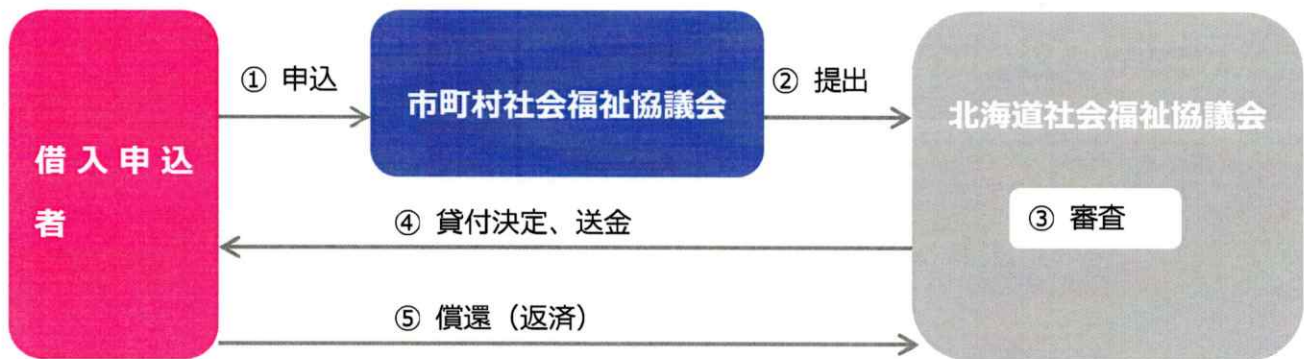 ① 申込
市町村社会福祉協議会
② 提出
北海道社会福祉協議会
借入申込
者
③ 審査
④ 貸付決定、送金
⑤ 償還（返済）